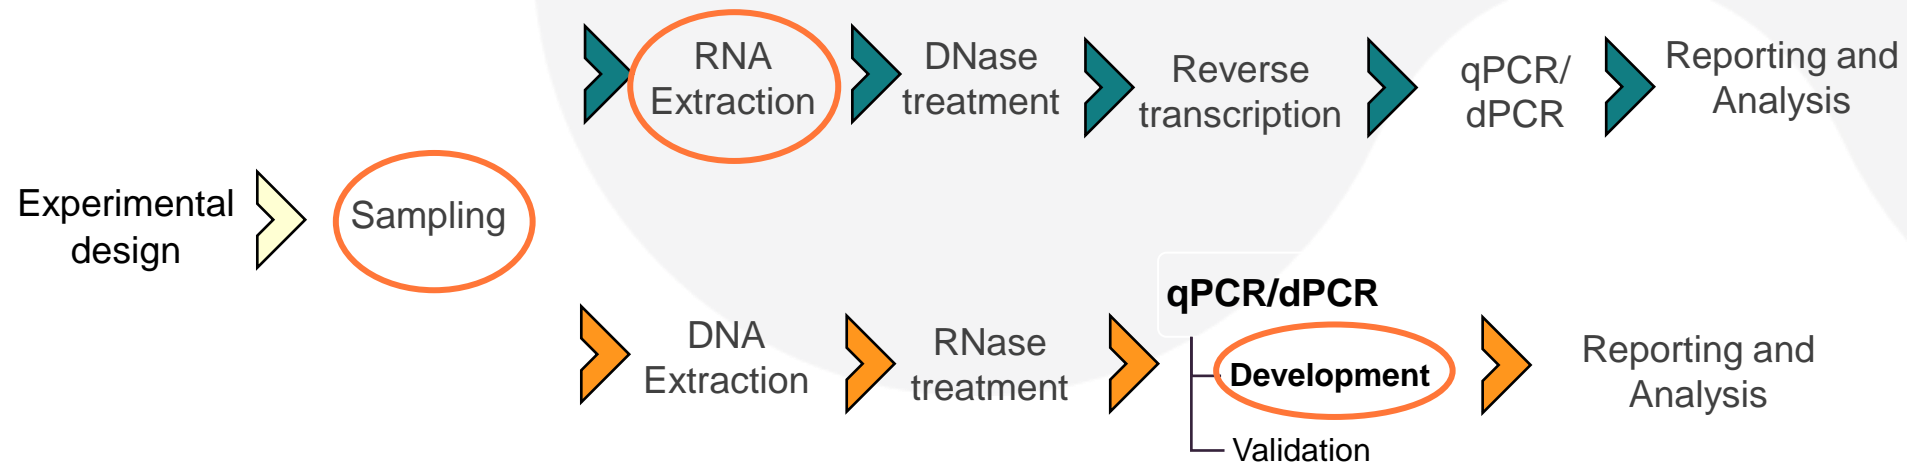 Experimental
design
Sampling
RNA
Extraction
DNase
treatment
Reverse
transcription
qPCR/
dPCR
Reporting and
Analysis
DNA
Extraction
RNase
treatment
qPCR/dPCR
Development
Validation
Reporting and
Analysis